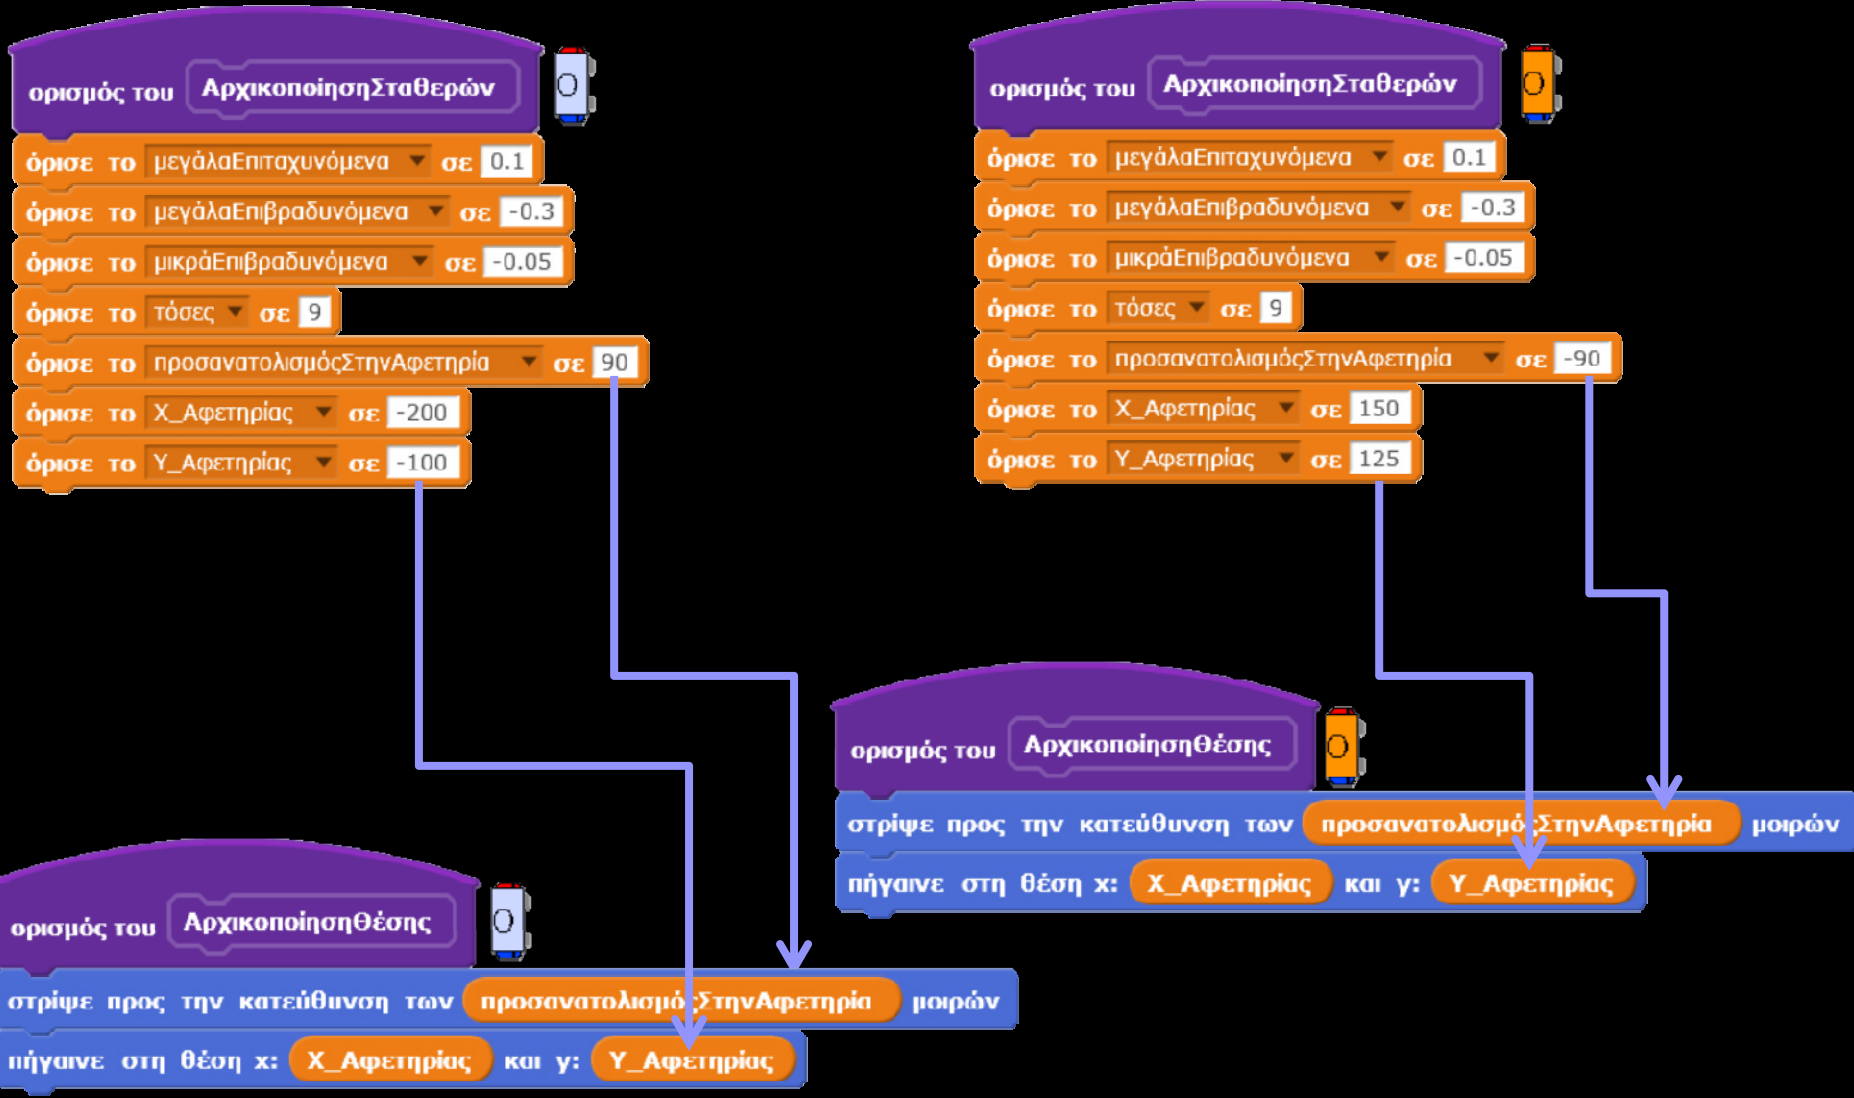 ορισμός του ΑρχικοποίησηΣταθερών
όρισε το μεγάλαΕπιταχυνόμενα σε 0.1
όρισε το μεγάλαΕπιβραδυνόμενα σε -0.3
όρισε το μικράΕπιβραδυνόμενα σε -0.05
όρισε το τόσες σε 9
όρισε το προσανατολισμόςΣτηνΑφετηρία σε 90
όρισε το Χ_Αφετηρίας σε -200
όρισε το Υ_Αφετηρίας σε -100
ορισμός του ΑρχικοποίησηΣταθερών
όρισε το μεγάλαΕπιταχυνόμενα σε 0.1
όρισε το μεγάλαΕπιβραδυνόμενα σε -0.3
όρισε το μικράΕπιβραδυνόμενα σε -0.05
όρισε το τόσες σε 9
όρισε το προσανατολισμόςΣτηνΑφετηρία σε -90
όρισε το Χ_Αφετηρίας σε 150
όρισε το Υ_Αφετηρίας σε 125
ορισμός του ΑρχικοποίησηΘέσης
στρίψε προς την κατεύθυνση των προσανατολισμόςΣτηνΑφετηρία μοιρών
πήγαινε στη θέση x: Χ_Αφετηρίας και y: Υ_Αφετηρίας
ορισμός του ΑρχικοποίησηΘέσης
στρίψε προς την κατεύθυνση των προσανατολισμόςΣτηνΑφετηρία μοιρών
πήγαινε στη θέση x: Χ_Αφετηρίας και y: Υ_Αφετηρίας